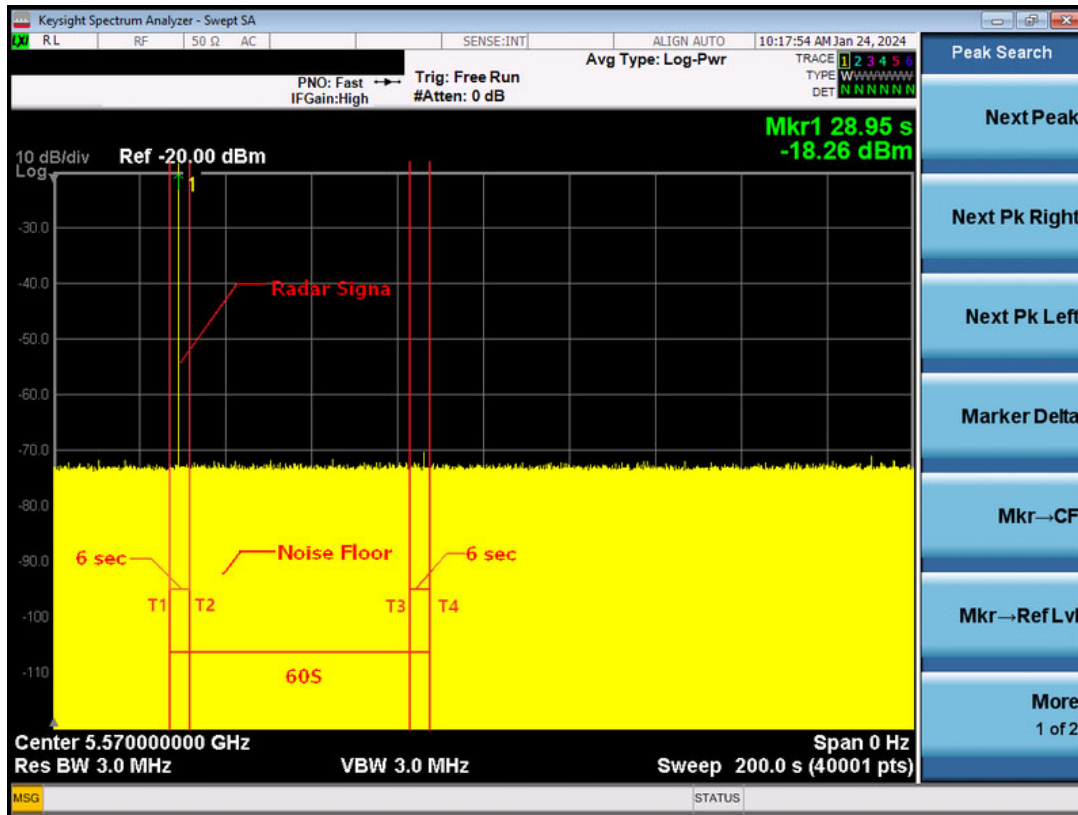 Keysight Spectrum Analyzer - Swept SA
LXI RL RF 50 Ω AC SENSE:INT ALIGN AUTO 10:17:54 AM Jan 24, 2024
PNO: Fast
IFGain:High
Trig: Free Run
#Atten: 0 dB
Avg Type: Log-Pwr
TRACE 1 2 3 4 5 6
TYPE WWWWWW
DET N N N N N N
Mkr1 28.95 s
-18.26 dBm
10 dB/div Ref -20.00 dBm
Log
1
-30.0
-40.0
-50.0
-60.0
-70.0
-80.0
-90.0
-100
-110
Radar Signa
6 sec
Noise Floor
6 sec
T1 T2 T3 T4
60S
Center 5.570000000 GHz Span 0 Hz
Res BW 3.0 MHz VBW 3.0 MHz Sweep 200.0 s (40001 pts)
MSG STATUS
Peak Search
Next Peak
Next Pk Right
Next Pk Left
Marker Delta
Mkr→CF
Mkr→Ref Lvl
More
1 of 2